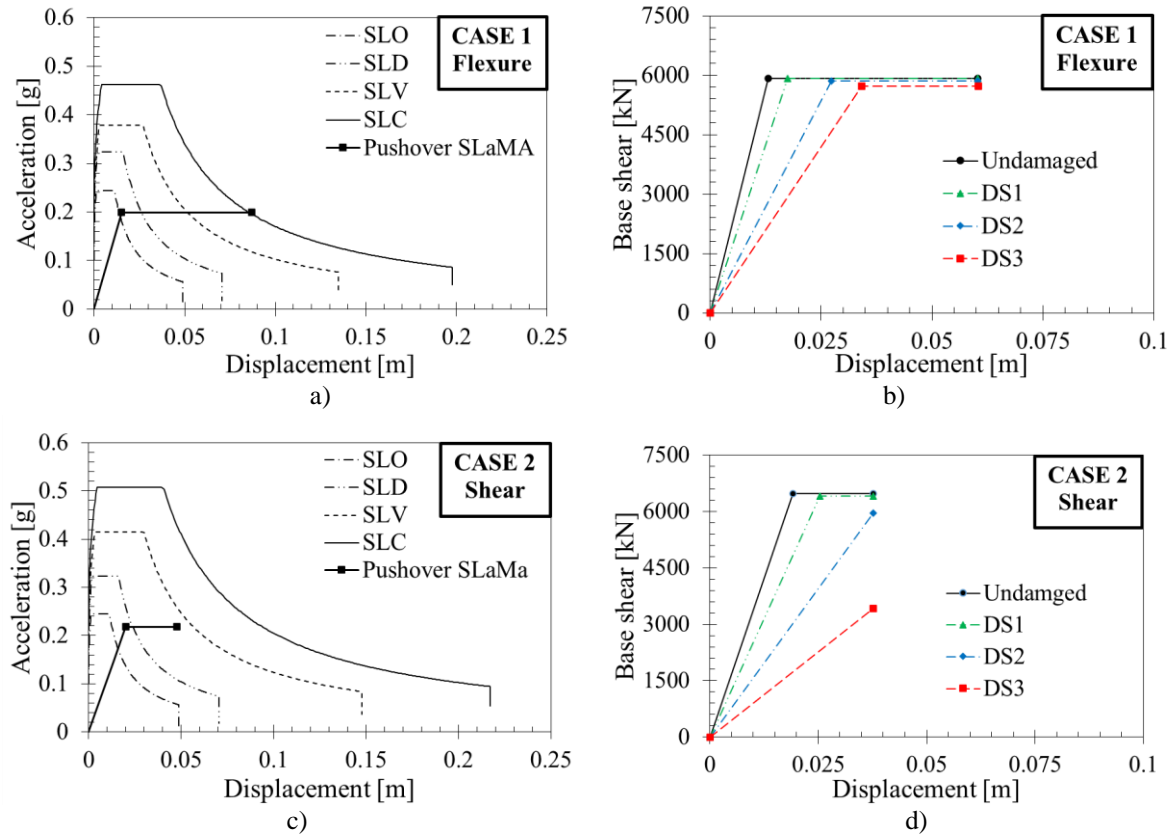 0.6
0.5
0.4
0.3
0.2
0.1
0
Acceleration [g]
0
0.05
0.1
0.15
0.2
0.25
Displacement [m]
SLO
SLD
SLV
SLC
Pushover SLaMA
CASE 1
Flexure
a)
7500
6000
4500
3000
1500
0
Base shear [kN]
0
0.025
0.05
0.075
0.1
Displacement [m]
Undamaged
DS1
DS2
DS3
CASE 1
Flexure
b)
0.6
0.5
0.4
0.3
0.2
0.1
0
Acceleration [g]
0
0.05
0.1
0.15
0.2
0.25
Displacement [m]
SLO
SLD
SLV
SLC
Pushover SLaMa
CASE 2
Shear
c)
7500
6000
4500
3000
1500
0
Base shear [kN]
0
0.025
0.05
0.075
0.1
Displacement [m]
Undamged
DS1
DS2
DS3
CASE 2
Shear
d)